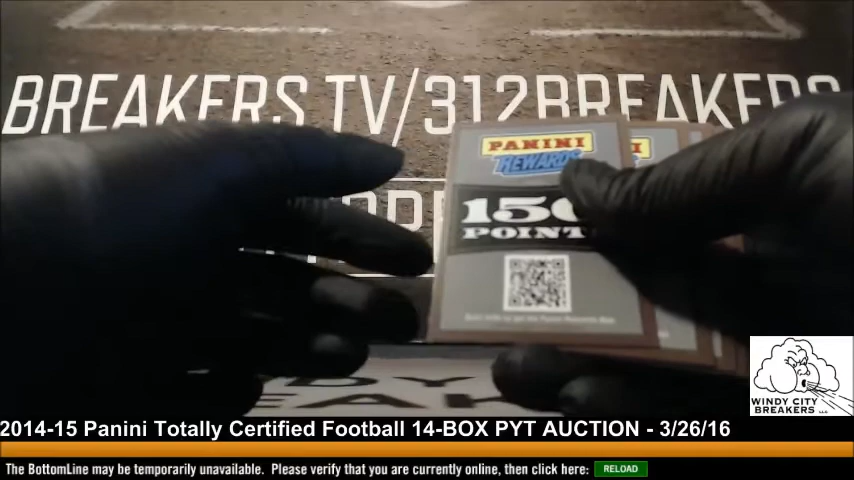 BREAKERS TV/312BREAKERS
PANINI
REWARDS
150
POINTS
WINDY CITY
BREAKERS LLC
2014-15 Panini Totally Certified Football 14-BOX PYT AUCTION - 3/26/16
The BottomLine may be temporarily unavailable. Please verify that you are currently online, then click here: RELOAD